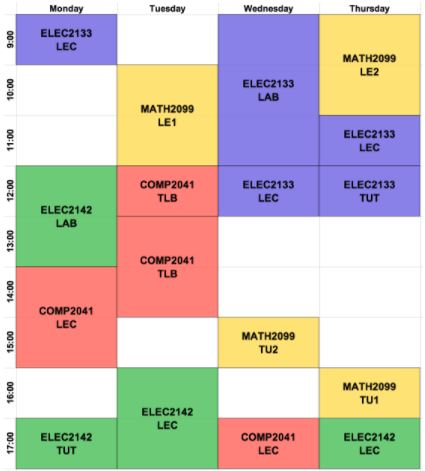 Monday Tuesday Wednesday Thursday
9:00
10:00
11:00
12:00
13:00
14:00
15:00
16:00
17:00
ELEC2133
LEC
ELEC2142
LAB
COMP2041
LEC
ELEC2142
TUT
MATH2099
LE1
COMP2041
TLB
COMP2041
TLB
ELEC2142
LEC
ELEC2133
LAB
ELEC2133
LEC
MATH2099
TU2
COMP2041
LEC
MATH2099
LE2
ELEC2133
LEC
ELEC2133
TUT
MATH2099
TU1
ELEC2142
LEC